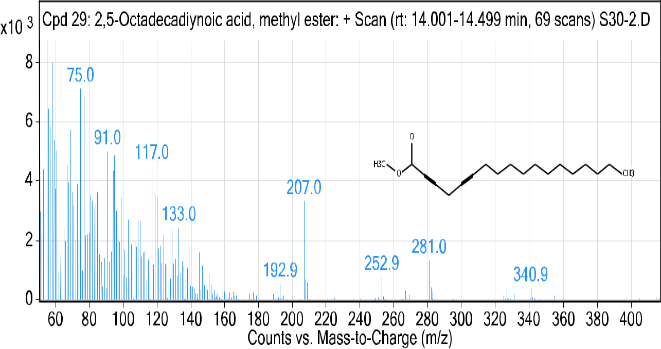 Cpd 29: 2,5-Octadecadiynoic acid, methyl ester: + Scan (rt: 14.001-14.499 min, 69 scans) S30-2.D
x10 3
8
6
4
2
0
75.0
91.0
117.0
133.0
192.9
207.0
252.9
281.0
340.9
O
H3C
O
CH3
60 80 100 120 140 160 180 200 220 240 260 280 300 320 340 360 380 400
Counts vs. Mass-to-Charge (m/z)